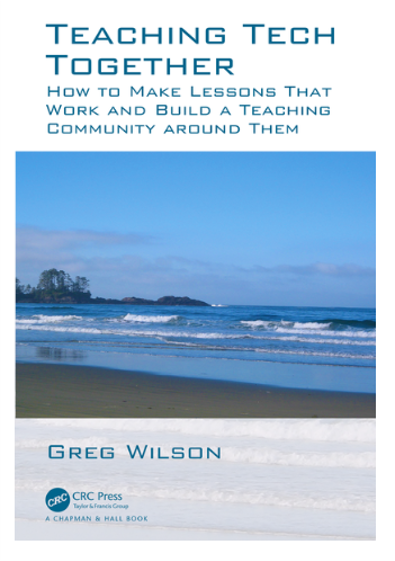 TEACHING TECH
TOGETHER
HOW TO MAKE LESSONS THAT
WORK AND BUILD A TEACHING
COMMUNITY AROUND THEM
GREG WILSON
CRC CRC Press
Taylor & Francis Group
A CHAPMAN & HALL BOOK